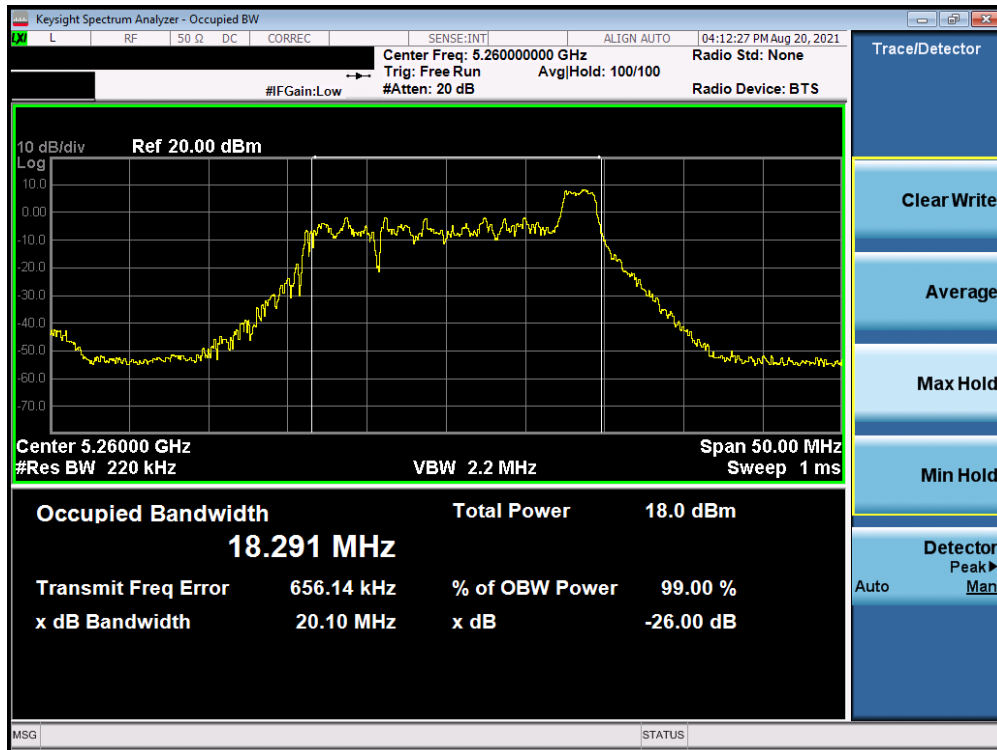 Keysight Spectrum Analyzer - Occupied BW
LXI L RF 50 Ω DC CORREC SENSE:INT ALIGN AUTO 04:12:27 PM Aug 20, 2021
Center Freq: 5.260000000 GHz Radio Std: None
Trig: Free Run Avg|Hold: 100/100
#IFGain:Low #Atten: 20 dB Radio Device: BTS
10 dB/div Ref 20.00 dBm
Log
10.0
0.00
-10.0
-20.0
-30.0
-40.0
-50.0
-60.0
-70.0
Center 5.26000 GHz Span 50.00 MHz
#Res BW 220 kHz VBW 2.2 MHz Sweep 1 ms
Occupied Bandwidth Total Power 18.0 dBm
18.291 MHz
Transmit Freq Error 656.14 kHz % of OBW Power 99.00 %
x dB Bandwidth 20.10 MHz x dB -26.00 dB
MSG STATUS
Trace/Detector
Clear Write
Average
Max Hold
Min Hold
Detector
Peak▶
Auto Man